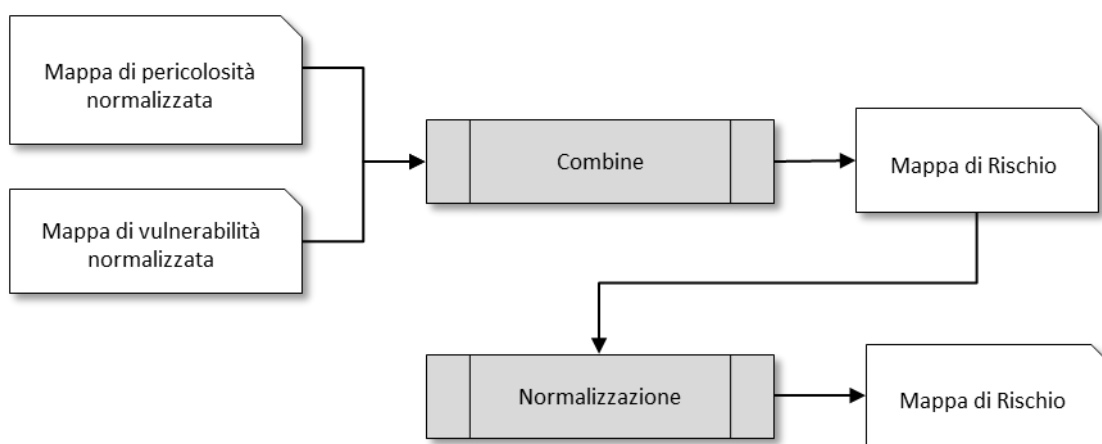 Mappa di pericolosità
normalizzata
Combine
Mappa di Rischio
Mappa di vulnerabilità
normalizzata
Normalizzazione
Mappa di Rischio